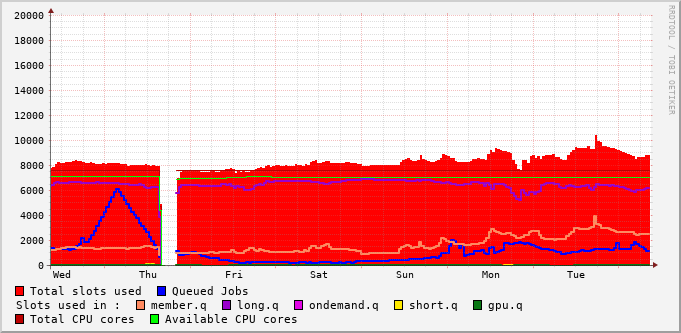 RRDTOOL / TOBI OETIKER
20000
18000
16000
14000
12000
10000
8000
6000
4000
2000
0
Wed Thu Fri Sat Sun Mon Tue
Total slots used Queued Jobs
Slots used in : member.q long.q ondemand.q short.q gpu.q
Total CPU cores Available CPU cores